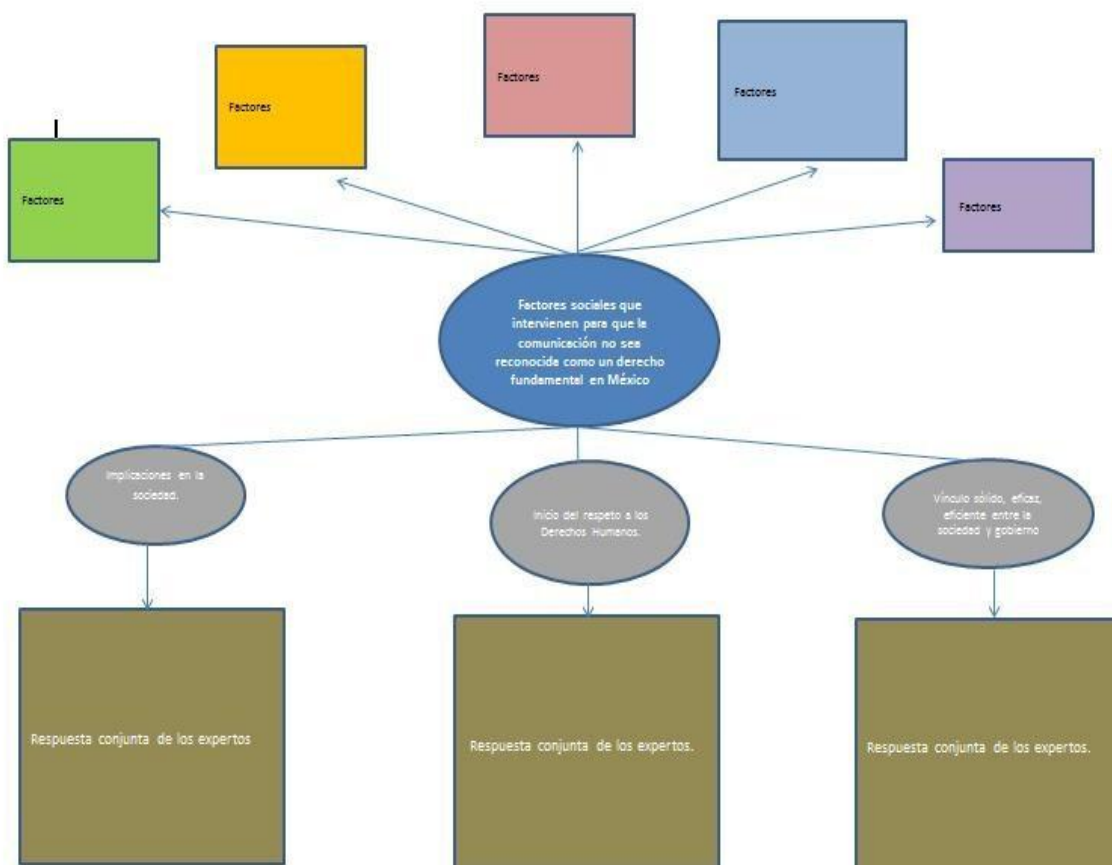 Factores
Factores
Factores
Factores
Factores
Factores sociales que
intervienen para que la
comunicación no sea
reconocida como un derecho
fundamental en México
Implicaciones en la
sociedad.
Inicio del respeto a los
Derechos Humanos.
Vínculo sólido, eficaz,
eficiente entre la
sociedad y gobierno
Respuesta conjunta de los expertos
Respuesta conjunta de los expertos.
Respuesta conjunta de los expertos.